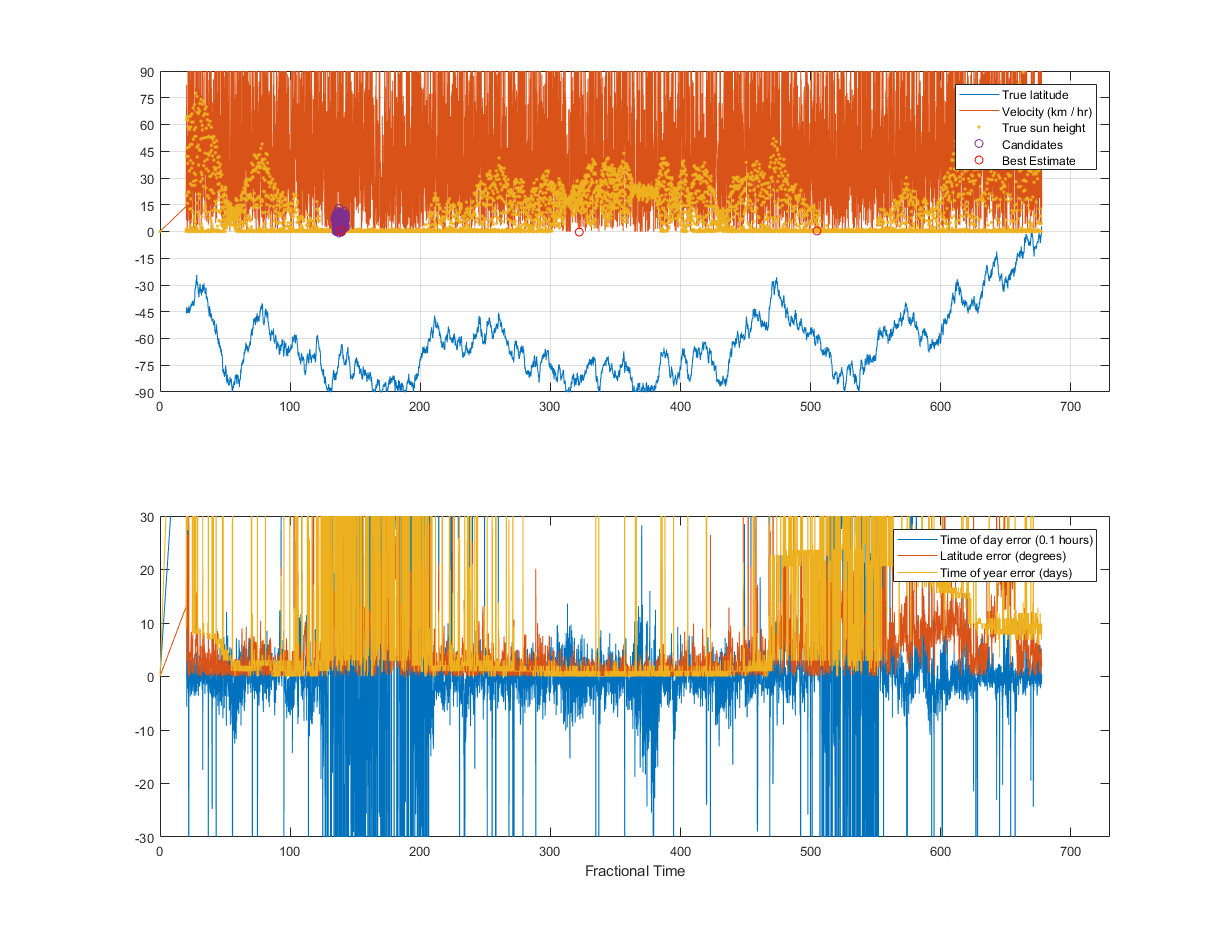 90
75
60
45
30
15
0
-15
-30
-45
-60
-75
-90
0 100 200 300 400 500 600 700
True latitude
Velocity (km / hr)
True sun height
Candidates
Best Estimate
30
20
10
0
-10
-20
-30
0 100 200 300 400 500 600 700
Fractional Time
Time of day error (0.1 hours)
Latitude error (degrees)
Time of year error (days)